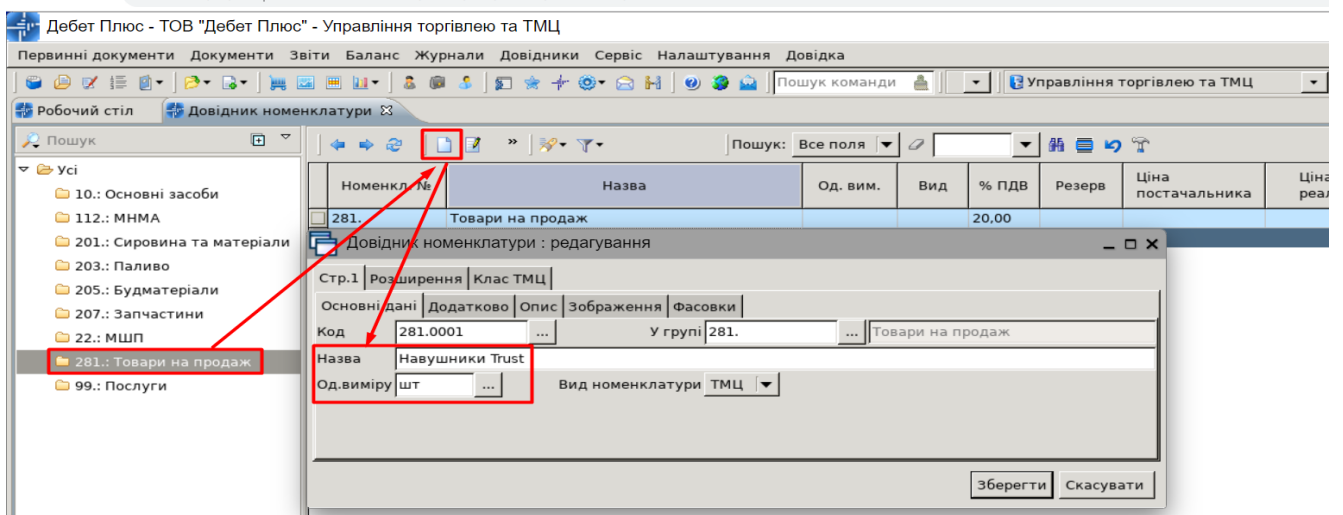 Дебет Плюс - ТОВ "Дебет Плюс" - Управління торгівлею та ТМЦ
Первинні документи Документи Звіти Баланс Журнали Довідники Сервіс Налаштування Довідка
Пошук команди Управління торгівлею та ТМЦ
Робочий стіл Довідник номенклатури
Пошук Пошук: Все поля
Усі
Номенкл. № Назва Од. вим. Вид % ПДВ Резерв Ціна постачальника Ціна
10.: Основні засоби
112.: МНМА
281. Товари на продаж 20,00
201.: Сировина та матеріали
Довідник номенклатури : редагування
203.: Паливо
Стр.1 Розширення Клас ТМЦ
205.: Будматеріали
Основні дані Додатково Опис Зображення Фасовки
207.: Запчастини
Код 281.0001 ... У групі 281. ... Товари на продаж
22.: МШП
Назва Навушники Trust
281.: Товари на продаж
Од.виміру шт ... Вид номенклатури ТМЦ
99.: Послуги
Зберегти Скасувати